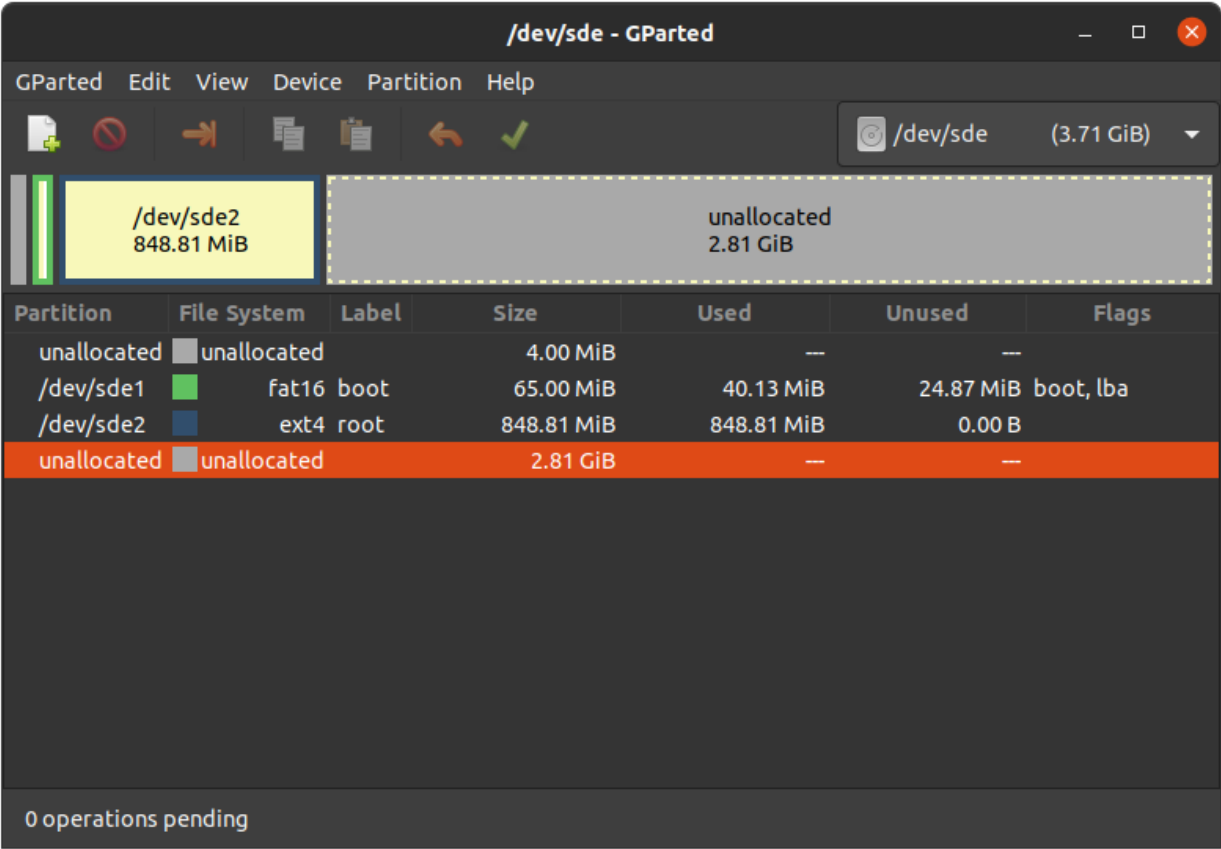 /dev/sde - GParted
GParted Edit View Device Partition Help
/dev/sde (3.71 GiB)
/dev/sde2
848.81 MiB
unallocated
2.81 GiB
Partition File System Label Size Used Unused Flags
unallocated unallocated 4.00 MiB --- ---
/dev/sde1 fat16 boot 65.00 MiB 40.13 MiB 24.87 MiB boot, lba
/dev/sde2 ext4 root 848.81 MiB 848.81 MiB 0.00 B
unallocated unallocated 2.81 GiB --- ---
0 operations pending